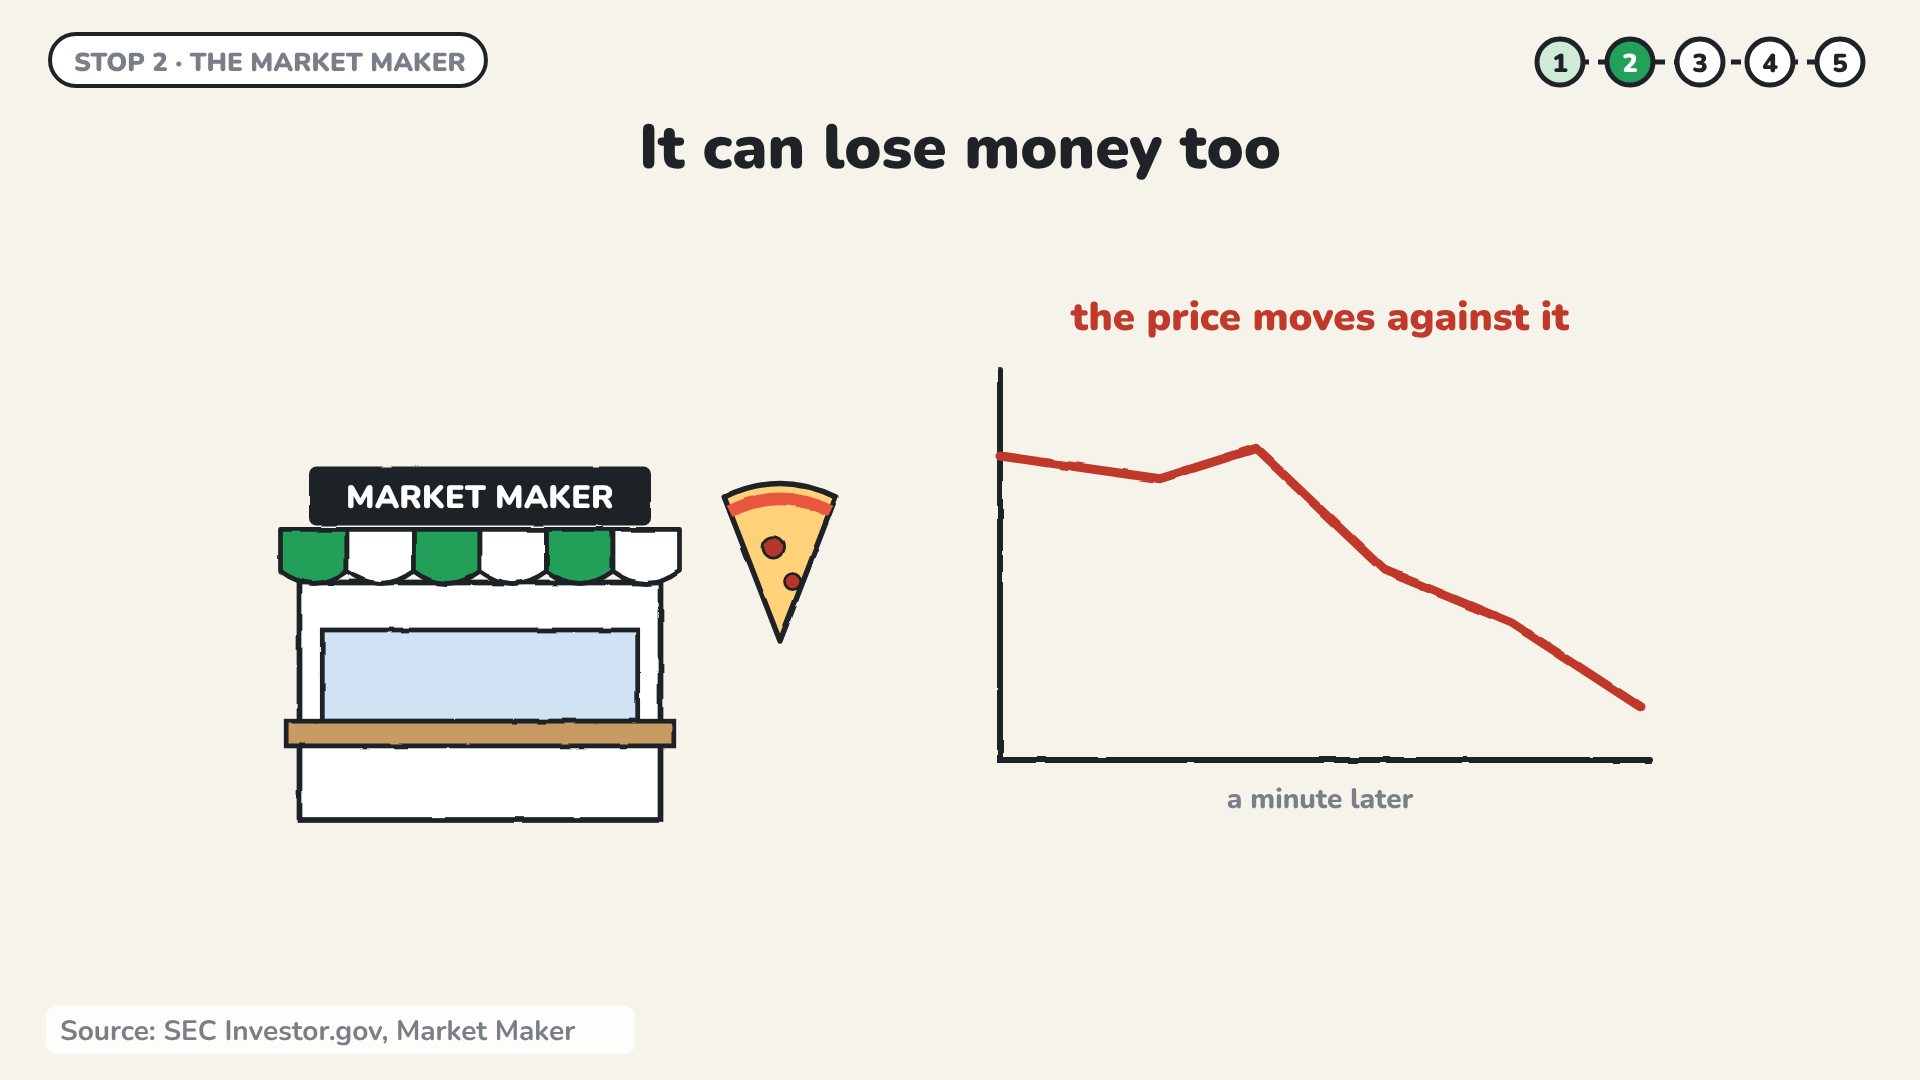 STOP 2 · THE MARKET MAKER
1 2 3 4 5
It can lose money too
the price moves against it
MARKET MAKER
a minute later
Source: SEC Investor.gov, Market Maker